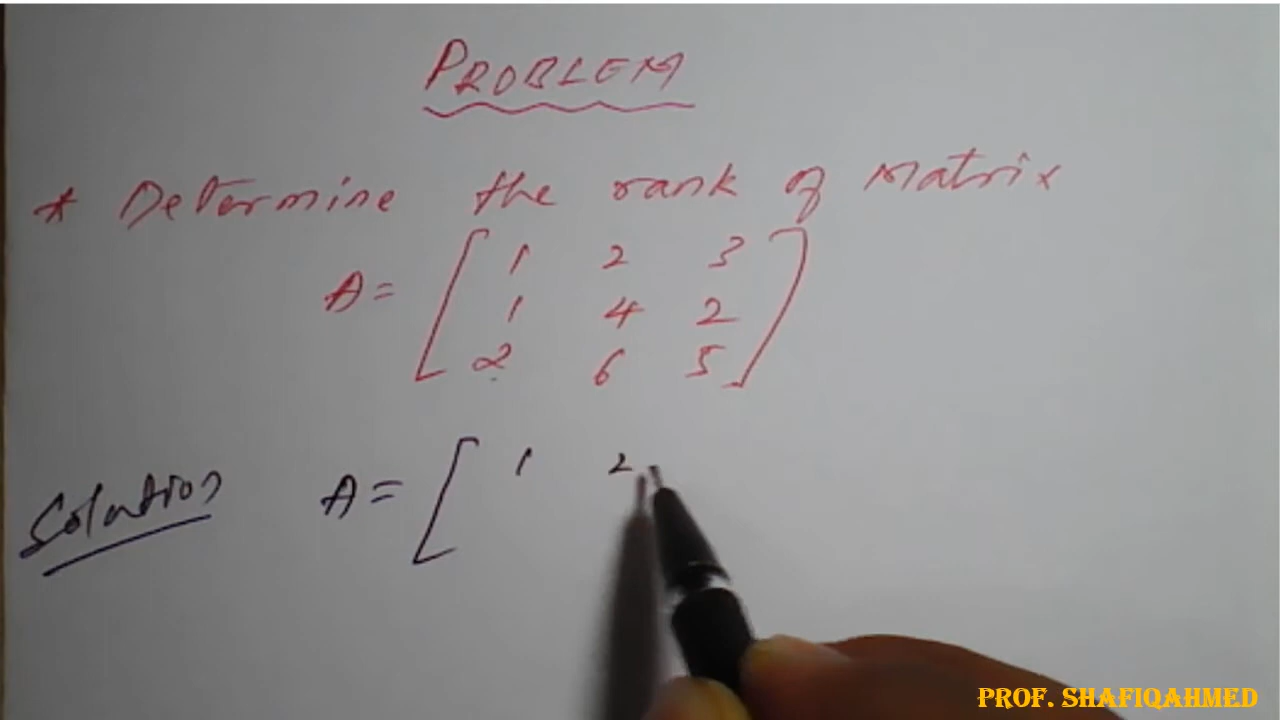 PROBLEM
* Determine the rank of Matrix
A = [ 1 2 3
1 4 2
2 6 5 ]
Solution A = [ 1 2
PROF. SHAFIQAHMED